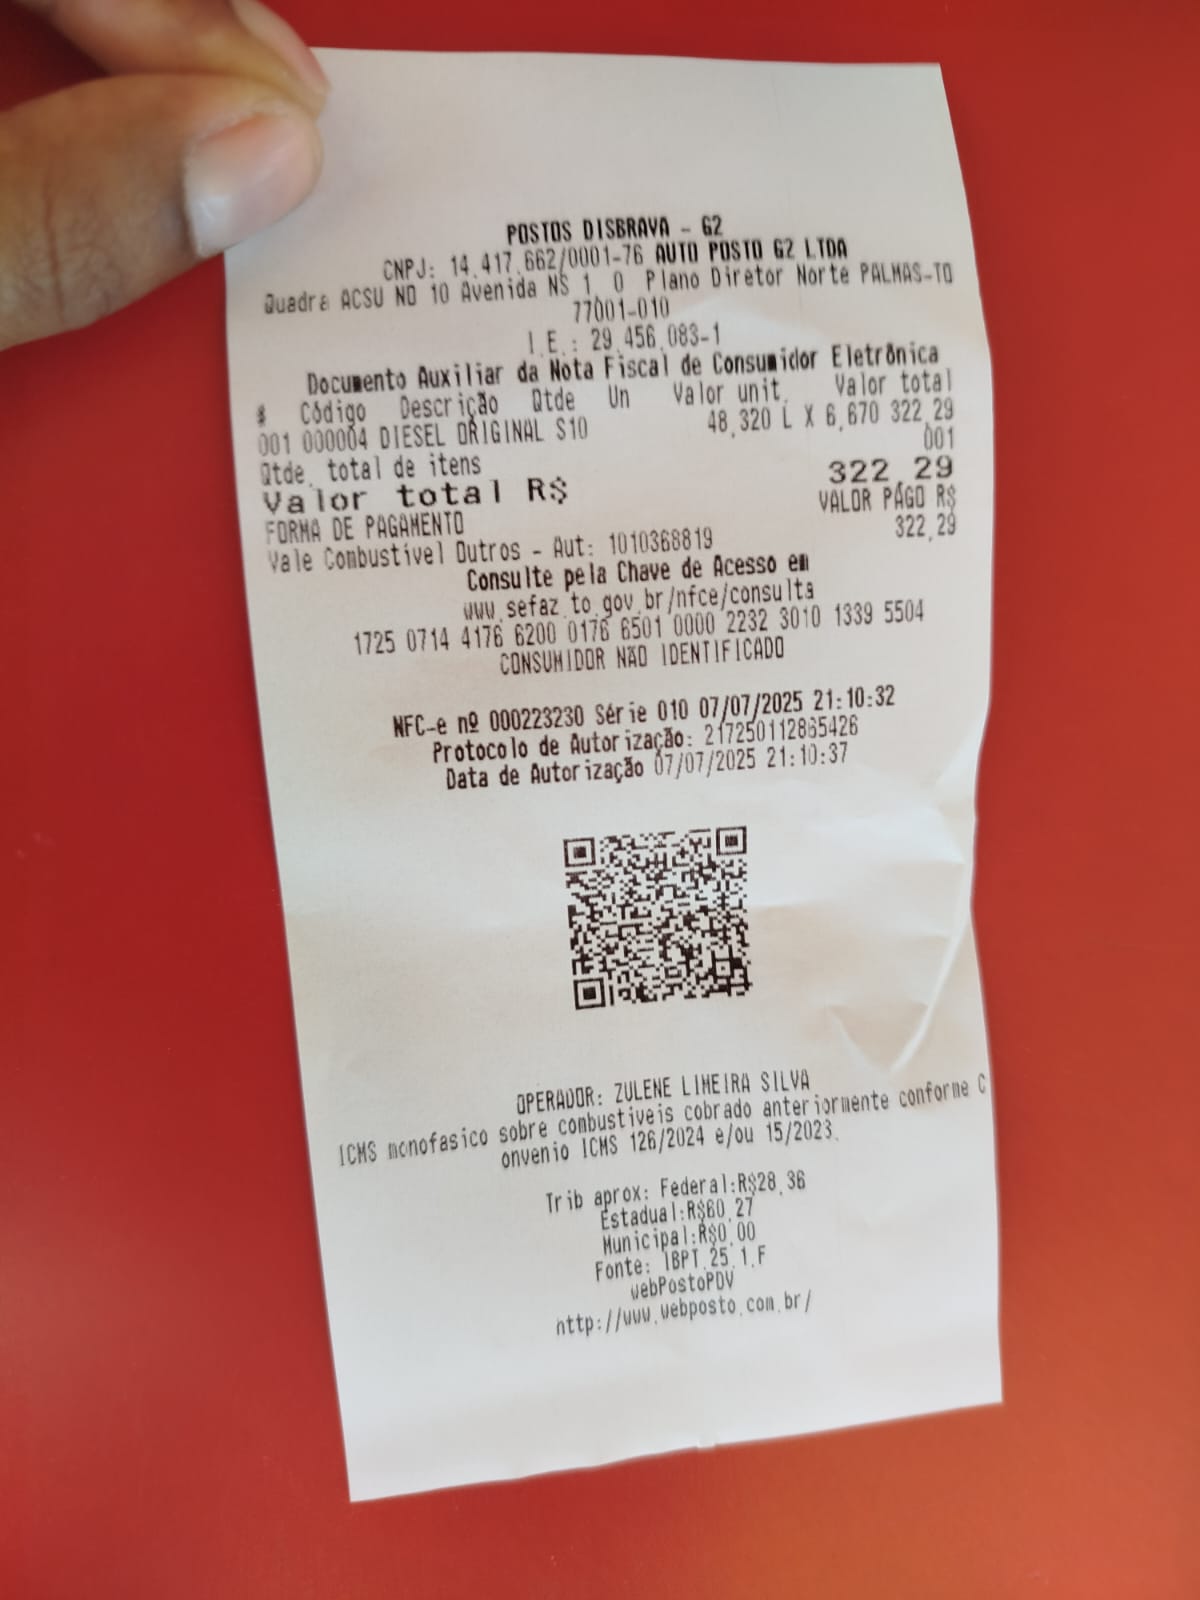 POSTOS DISBRAVA - G2
CNPJ: 14.417.662/0001-76 AUTO POSTO G2 LTDA
Quadra ACSU NO 10 Avenida NS 1, 0 Plano Diretor Norte PALMAS-TO
77001-010
I.E.: 29.456.083-1
Documento Auxiliar da Nota Fiscal de Consumidor Eletrônica
# Código Descrição Qtde Un Valor unit. Valor total
001 000004 DIESEL ORIGINAL S10 48,320 L X 6,670 322,29
Qtde. total de itens 001
Valor total R$ 322,29
FORMA DE PAGAMENTO VALOR PAGO R$
Vale Combustível Outros - Aut: 1010368819 322,29
Consulte pela Chave de Acesso em
www.sefaz.to.gov.br/nfce/consulta
1725 0714 4176 6200 0176 6501 0000 2232 3010 1339 5504
CONSUMIDOR NÃO IDENTIFICADO
NFC-e nº 000223230 Série 010 07/07/2025 21:10:32
Protocolo de Autorização: 217250112865426
Data de Autorização 07/07/2025 21:10:37
OPERADOR: ZULENE LIMEIRA SILVA
ICMS monofasico sobre combustíveis cobrado anteriormente conforme C
onvenio ICMS 126/2024 e/ou 15/2023.
Trib aprox: Federal:R$28,36
Estadual:R$60,27
Municipal:R$0,00
Fonte: IBPT 25.1.F
webPostoPDV
http://www.webposto.com.br/